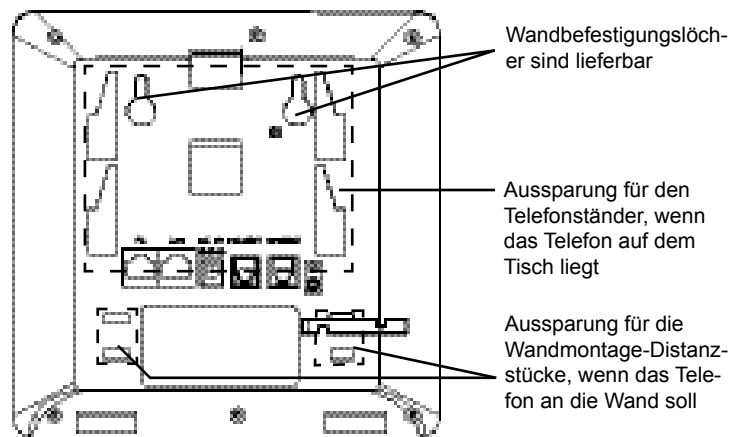 Wandbefestigungslöch-
er sind lieferbar
Aussparung für den
Telefonständer, wenn
das Telefon auf dem
Tisch liegt
Aussparung für die
Wandmontage-Distanz-
stücke, wenn das Tele-
fon an die Wand soll